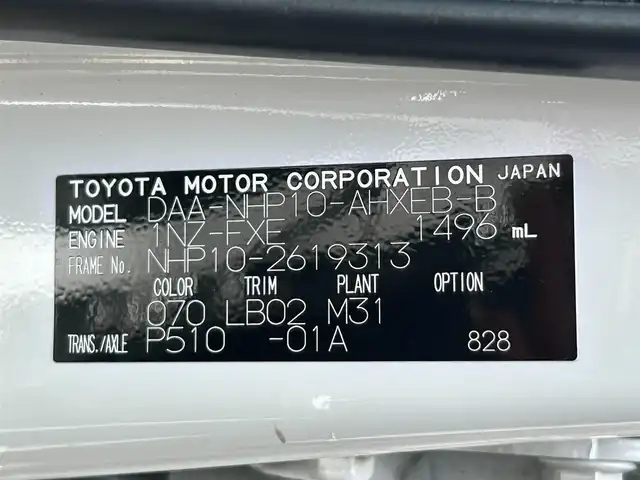 TOYOTA MOTOR CORPORATION JAPAN
MODEL DAA-NHP10-AHXEB-B
ENGINE 1NZ-FXE 1496 mL
FRAME No. NHP10-2619313
COLOR TRIM PLANT OPTION
070 LB02 M31
TRANS./AXLE P510 -01A 828